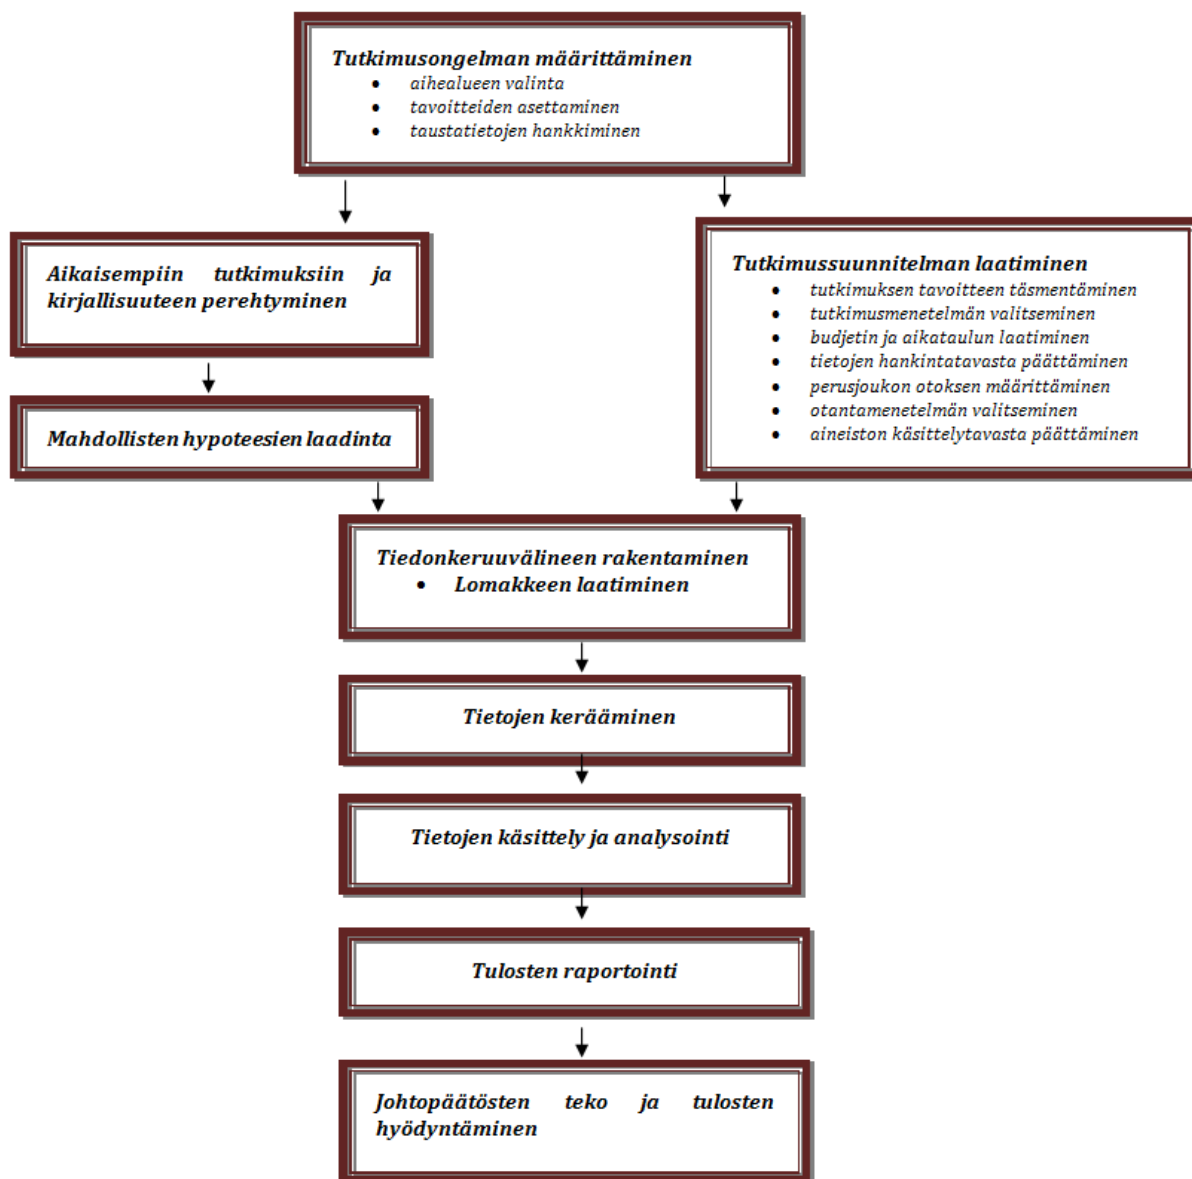 Tutkimusongelman määrittäminen
• aihealueen valinta
• tavoitteiden asettaminen
• taustatietojen hankkiminen
Aikaisempiin tutkimuksiin ja
kirjallisuuteen perehtyminen
Mahdollisten hypoteesien laadinta
Tutkimussuunnitelman laatiminen
• tutkimuksen tavoitteen täsmentäminen
• tutkimusmenetelmän valitseminen
• budjetin ja aikataulun laatiminen
• tietojen hankintatavasta päättäminen
• perusjoukon otoksen määrittäminen
• otantamenetelmän valitseminen
• aineiston käsittelytavasta päättäminen
Tiedonkeruuvälineen rakentaminen
• Lomakkeen laatiminen
Tietojen kerääminen
Tietojen käsittely ja analysointi
Tulosten raportointi
Johtopäätösten teko ja tulosten
hyödyntäminen